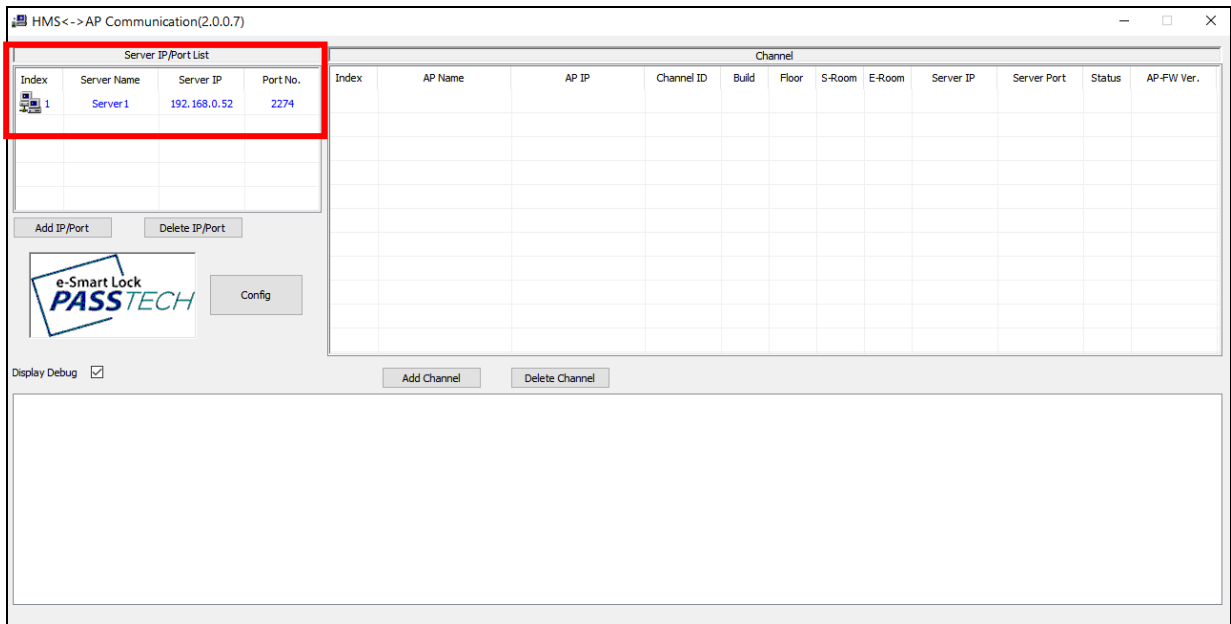 HMS<->AP Communication(2.0.0.7)
Server IP/Port List
Index Server Name Server IP Port No.
1 Server1 192.168.0.52 2274
Add IP/Port Delete IP/Port
e-Smart Lock
PASSTECH
Config
Channel
Index AP Name AP IP Channel ID Build Floor S-Room E-Room Server IP Server Port Status AP-FW Ver.
Display Debug
Add Channel Delete Channel